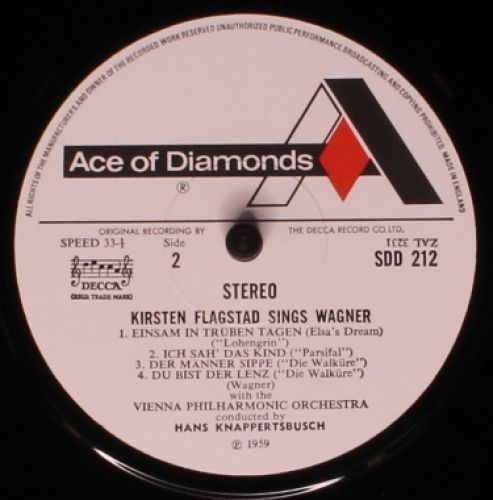 ALL RIGHTS OF THE MANUFACTURERS AND OWNER OF THE RECORDED WORK RESERVED UNAUTHORIZED PUBLIC PERFORMANCE, BROADCASTING AND COPYING PROHIBITED. MADE IN ENGLAND
Ace of Diamonds
®
ORIGINAL RECORDING BY THE DECCA RECORD CO. LTD.
SPEED 33⅓ Side ZAL 3231
2 SDD 212
DECCA
(REGD. TRADE MARK)
STEREO
KIRSTEN FLAGSTAD SINGS WAGNER
1. EINSAM IN TRÜBEN TAGEN (Elsa's Dream)
("Lohengrin")
2. ICH SAH' DAS KIND ("Parsifal")
3. DER MÄNNER SIPPE ("Die Walküre")
4. DU BIST DER LENZ ("Die Walküre")
(Wagner)
with the
VIENNA PHILHARMONIC ORCHESTRA
conducted by
HANS KNAPPERTSBUSCH
℗ 1959